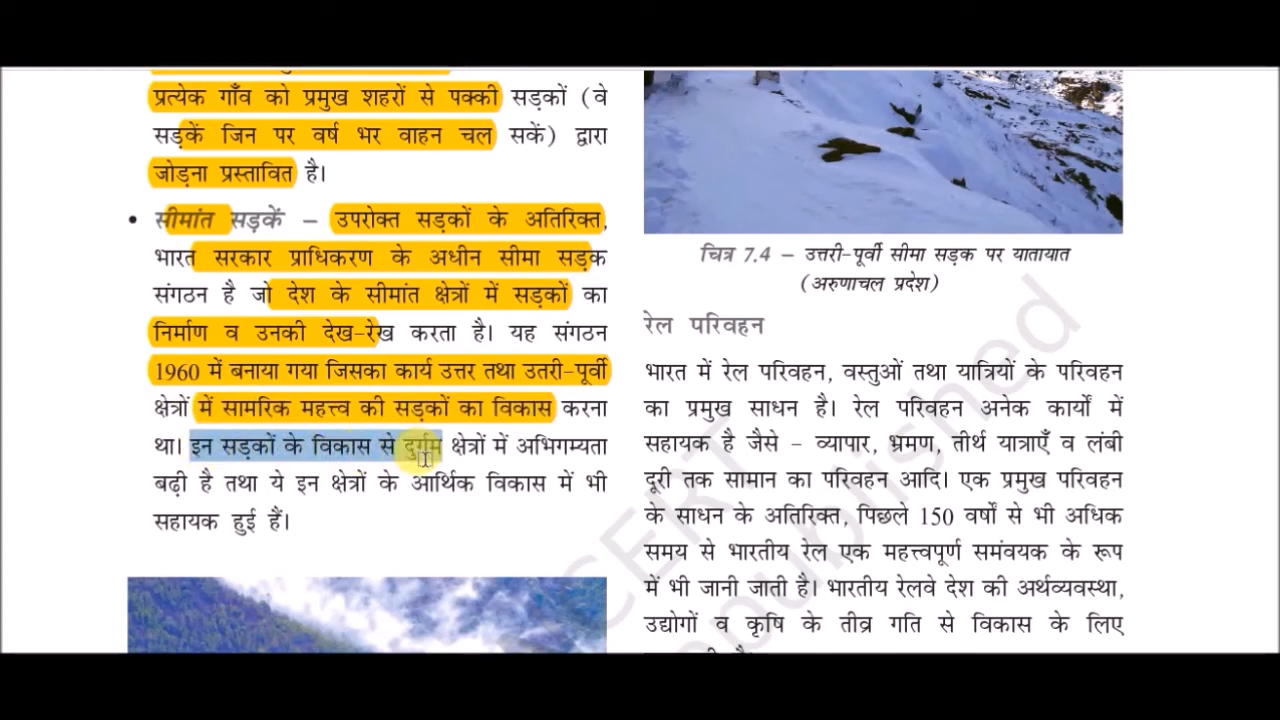 प्रत्येक गाँव को प्रमुख शहरों से पक्की सड़कों (वे
सड़कें जिन पर वर्ष भर वाहन चल सकें) द्वारा
जोड़ना प्रस्तावित है।
• सीमांत सड़कें – उपरोक्त सड़कों के अतिरिक्त,
भारत सरकार प्राधिकरण के अधीन सीमा सड़क
संगठन है जो देश के सीमांत क्षेत्रों में सड़कों का
निर्माण व उनकी देख-रेख करता है। यह संगठन
1960 में बनाया गया जिसका कार्य उत्तर तथा उतरी-पूर्वी
क्षेत्रों में सामरिक महत्त्व की सड़कों का विकास करना
था। इन सड़कों के विकास से दुर्गम क्षेत्रों में अभिगम्यता
बढ़ी है तथा ये इन क्षेत्रों के आर्थिक विकास में भी
सहायक हुई हैं।
चित्र 7.4 – उत्तरी-पूर्वी सीमा सड़क पर यातायात
(अरुणाचल प्रदेश)
रेल परिवहन
भारत में रेल परिवहन, वस्तुओं तथा यात्रियों के परिवहन
का प्रमुख साधन है। रेल परिवहन अनेक कार्यों में
सहायक है जैसे – व्यापार, भ्रमण, तीर्थ यात्राएँ व लंबी
दूरी तक सामान का परिवहन आदि। एक प्रमुख परिवहन
के साधन के अतिरिक्त, पिछले 150 वर्षों से भी अधिक
समय से भारतीय रेल एक महत्त्वपूर्ण समंवयक के रूप
में भी जानी जाती है। भारतीय रेलवे देश की अर्थव्यवस्था,
उद्योगों व कृषि के तीव्र गति से विकास के लिए